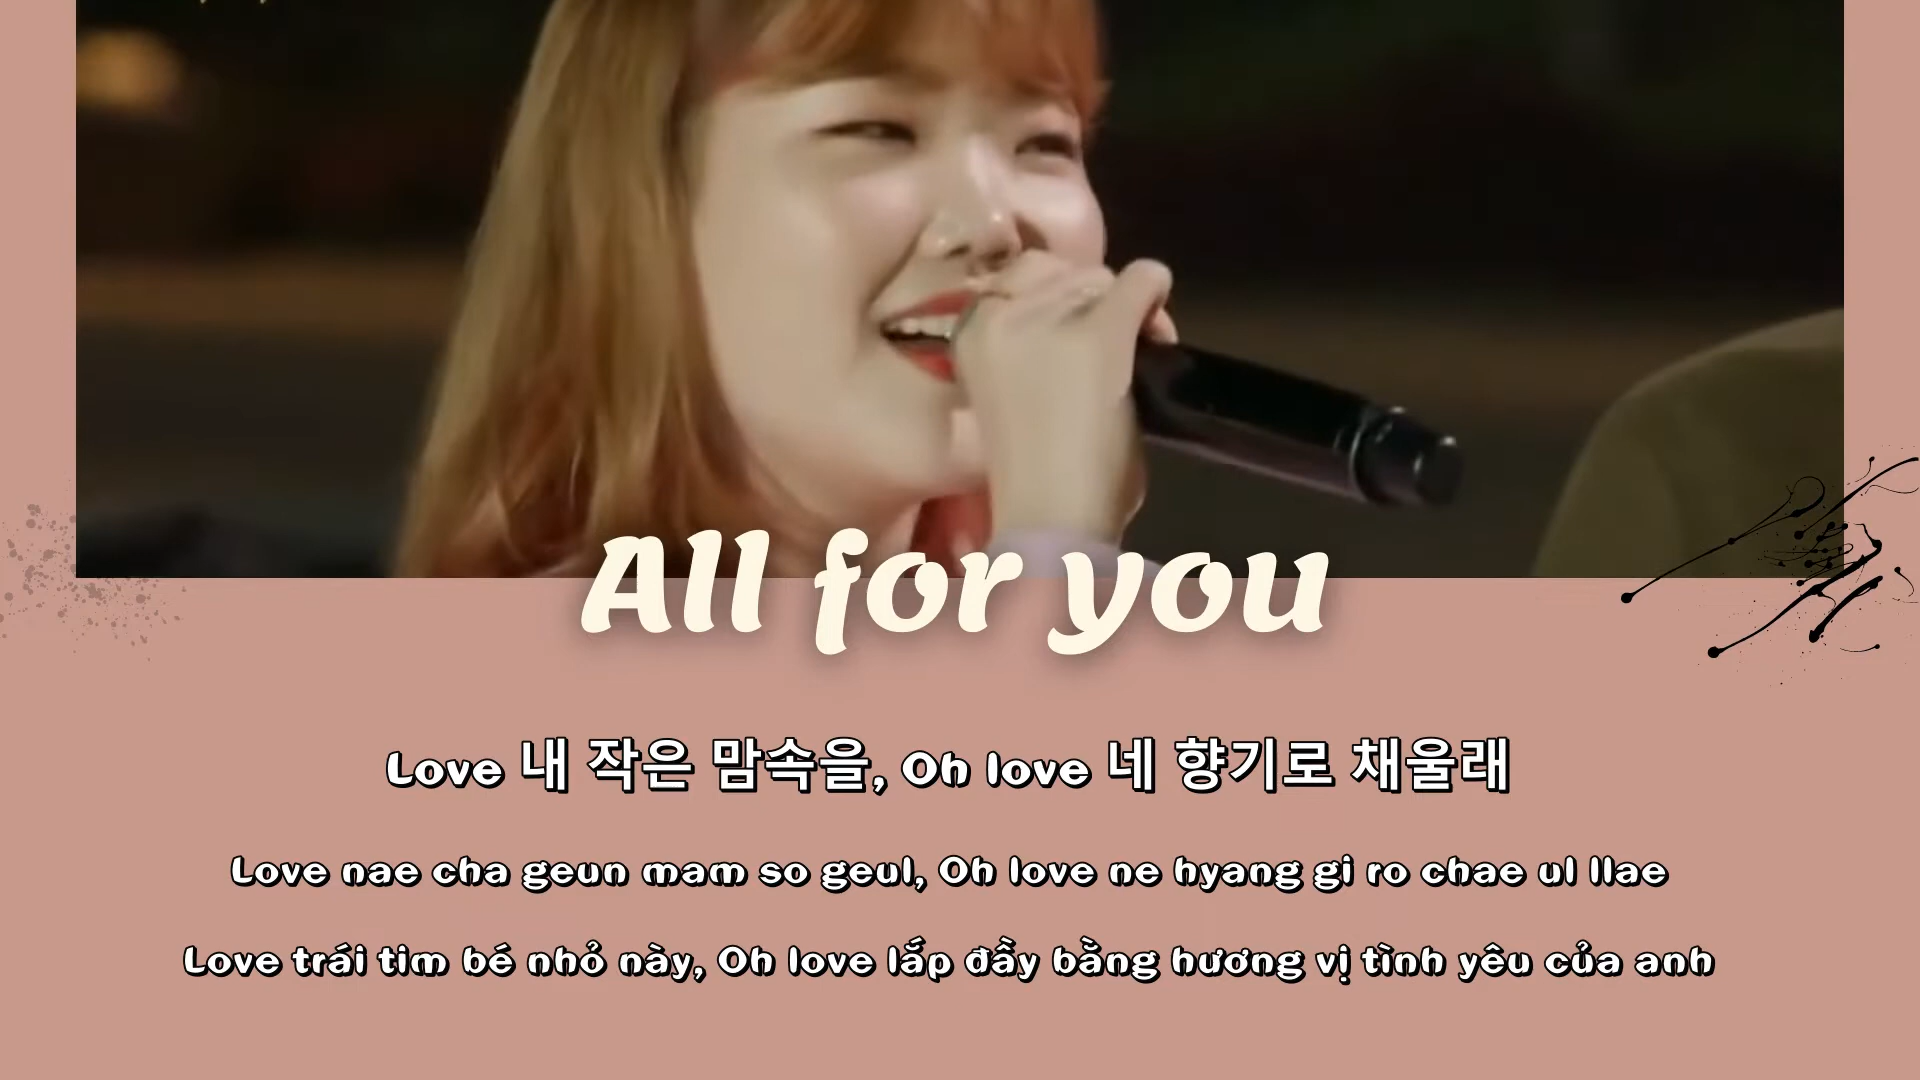 All for you
Love 내 작은 맘속을, Oh love 네 향기로 채울래
Love nae cha geun mam so geul, Oh love ne hyang gi ro chae ul llae
Love trái tim bé nhỏ này, Oh love lắp đầy bằng hương vị tình yêu của anh